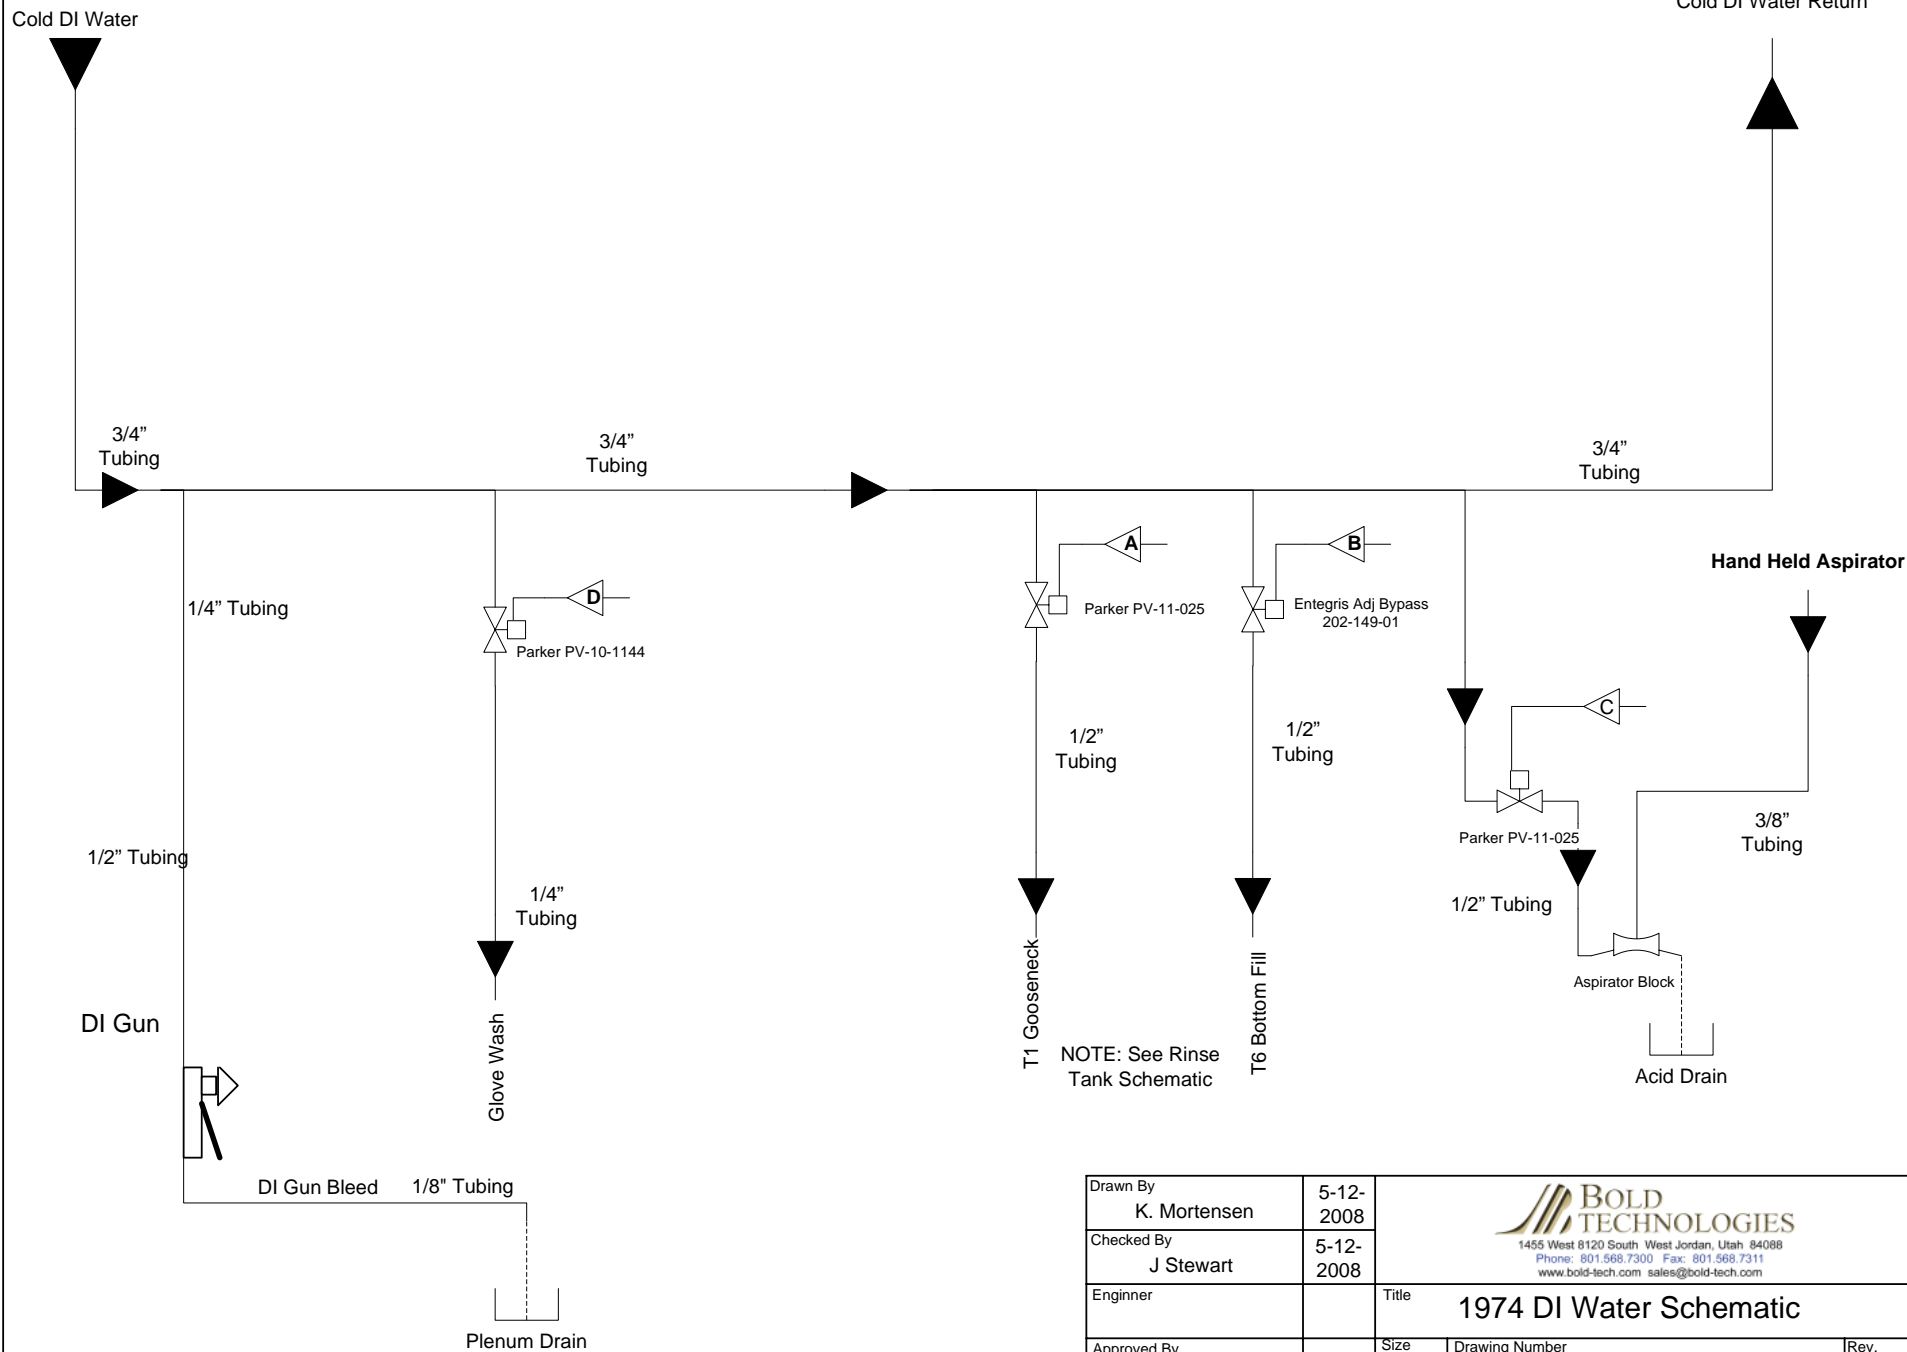 Cold DI Water
Cold DI Water Return
3/4”
Tubing
3/4”
Tubing
3/4”
Tubing
A
B
Hand Held Aspirator
D
1/4” Tubing
Parker PV-11-025
Entegris Adj Bypass
202-149-01
Parker PV-10-1144
C
1/2”
Tubing
1/2”
Tubing
3/8”
Tubing
Parker PV-11-025
1/2” Tubing
1/4”
Tubing
1/2” Tubing
Aspirator Block
DI Gun
Glove Wash
T1 Gooseneck
NOTE: See Rinse
Tank Schematic
T6 Bottom Fill
Acid Drain
DI Gun Bleed
1/8" Tubing
Plenum Drain
Drawn By
K. Mortensen
5-12-
2008
BOLD
TECHNOLOGIES
1455 West 8120 South West Jordan, Utah 84088
Phone: 801.568.7300 Fax: 801.568.7311
www.bold-tech.com sales@bold-tech.com
Checked By
J Stewart
5-12-
2008
Enginner
Title
1974 DI Water Schematic
Approved By
Size
Drawing Number
Rev.